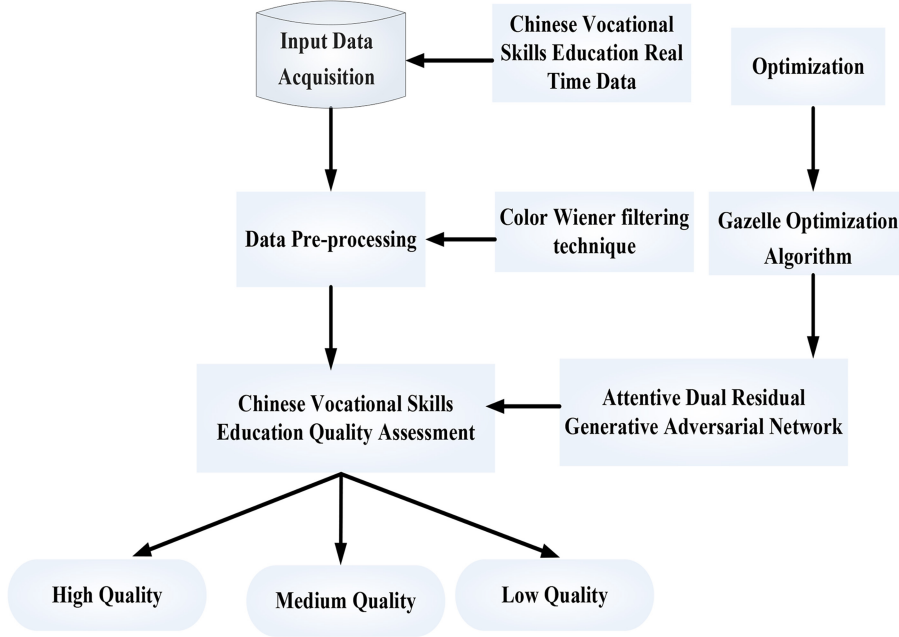 Input Data
Acquisition
Chinese Vocational
Skills Education Real
Time Data
Optimization
Data Pre-processing
Color Wiener filtering
technique
Gazelle Optimization
Algorithm
Chinese Vocational Skills
Education Quality Assessment
Attentive Dual Residual
Generative Adversarial Network
High Quality
Medium Quality
Low Quality